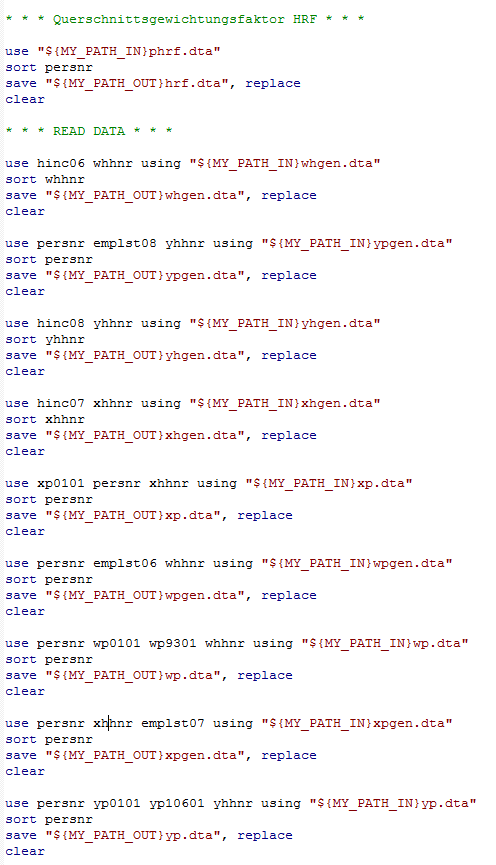 * * * Querschnittsgewichtungsfaktor HRF * * *
use "${MY_PATH_IN}phrf.dta"
sort persnr
save "${MY_PATH_OUT}hrf.dta", replace
clear
* * * READ DATA * * *
use hinc06 whhnr using "${MY_PATH_IN}whgen.dta"
sort whhnr
save "${MY_PATH_OUT}whgen.dta", replace
clear
use persnr emplst08 yhhnr using "${MY_PATH_IN}ypgen.dta"
sort persnr
save "${MY_PATH_OUT}ypgen.dta", replace
clear
use hinc08 yhhnr using "${MY_PATH_IN}yhgen.dta"
sort yhhnr
save "${MY_PATH_OUT}yhgen.dta", replace
clear
use hinc07 xhhnr using "${MY_PATH_IN}xhgen.dta"
sort xhhnr
save "${MY_PATH_OUT}xhgen.dta", replace
clear
use xp0101 persnr xhhnr using "${MY_PATH_IN}xp.dta"
sort persnr
save "${MY_PATH_OUT}xp.dta", replace
clear
use persnr emplst06 whhnr using "${MY_PATH_IN}wpgen.dta"
sort persnr
save "${MY_PATH_OUT}wpgen.dta", replace
clear
use persnr wp0101 wp9301 whhnr using "${MY_PATH_IN}wp.dta"
sort persnr
save "${MY_PATH_OUT}wp.dta", replace
clear
use persnr xhhnr emplst07 using "${MY_PATH_IN}xpgen.dta"
sort persnr
save "${MY_PATH_OUT}xpgen.dta", replace
clear
use persnr yp0101 yp10601 yhhnr using "${MY_PATH_IN}yp.dta"
sort persnr
save "${MY_PATH_OUT}yp.dta", replace
clear